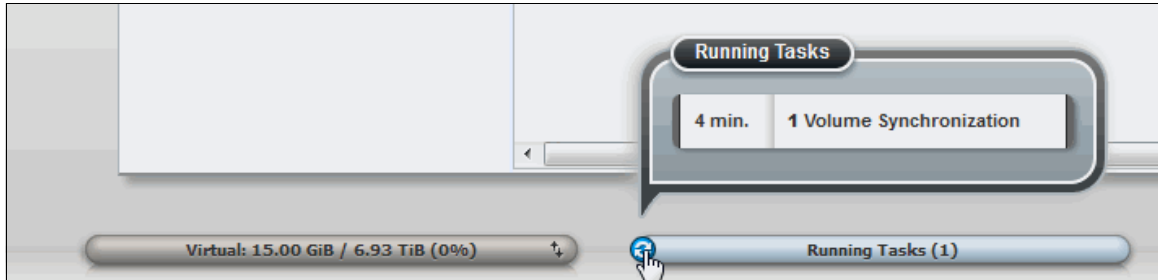 Running Tasks
4 min. 1 Volume Synchronization
Virtual: 15.00 GiB / 6.93 TiB (0%)
Running Tasks (1)